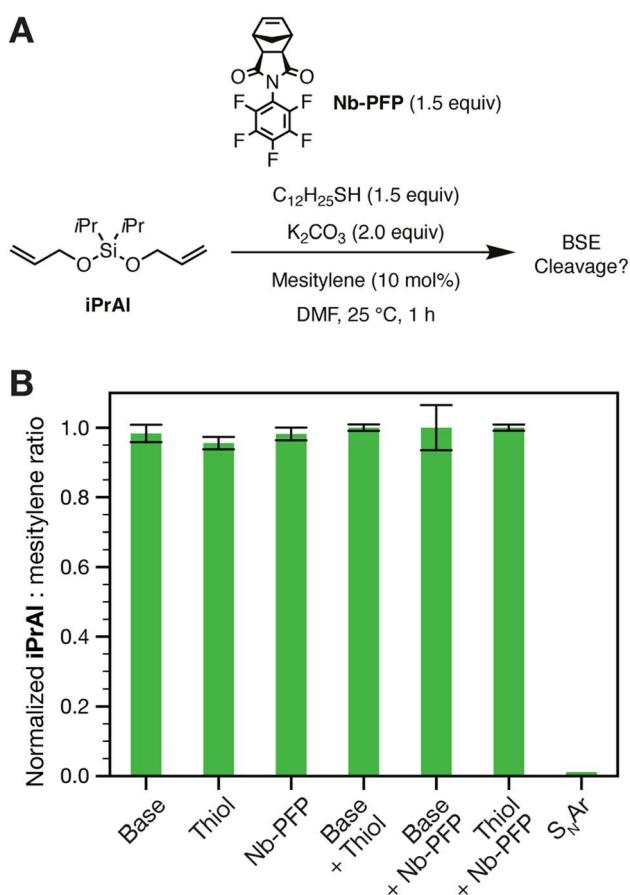 A
O
O
N
Nb-PFP (1.5 equiv)
F
F
F
F
F
C₁₂H₂₅SH (1.5 equiv)
iPr iPr
K₂CO₃ (2.0 equiv)
Si
O
O
BSE
Cleavage?
Mesitylene (10 mol%)
iPrAl
DMF, 25 °C, 1 h
B
Normalized iPrAl : mesitylene ratio
1.0
0.8
0.6
0.4
0.2
0.0
Base
Thiol
Nb-PFP
Base
+ Thiol
Base
+ Nb-PFP
Thiol
+ Nb-PFP
SNAr